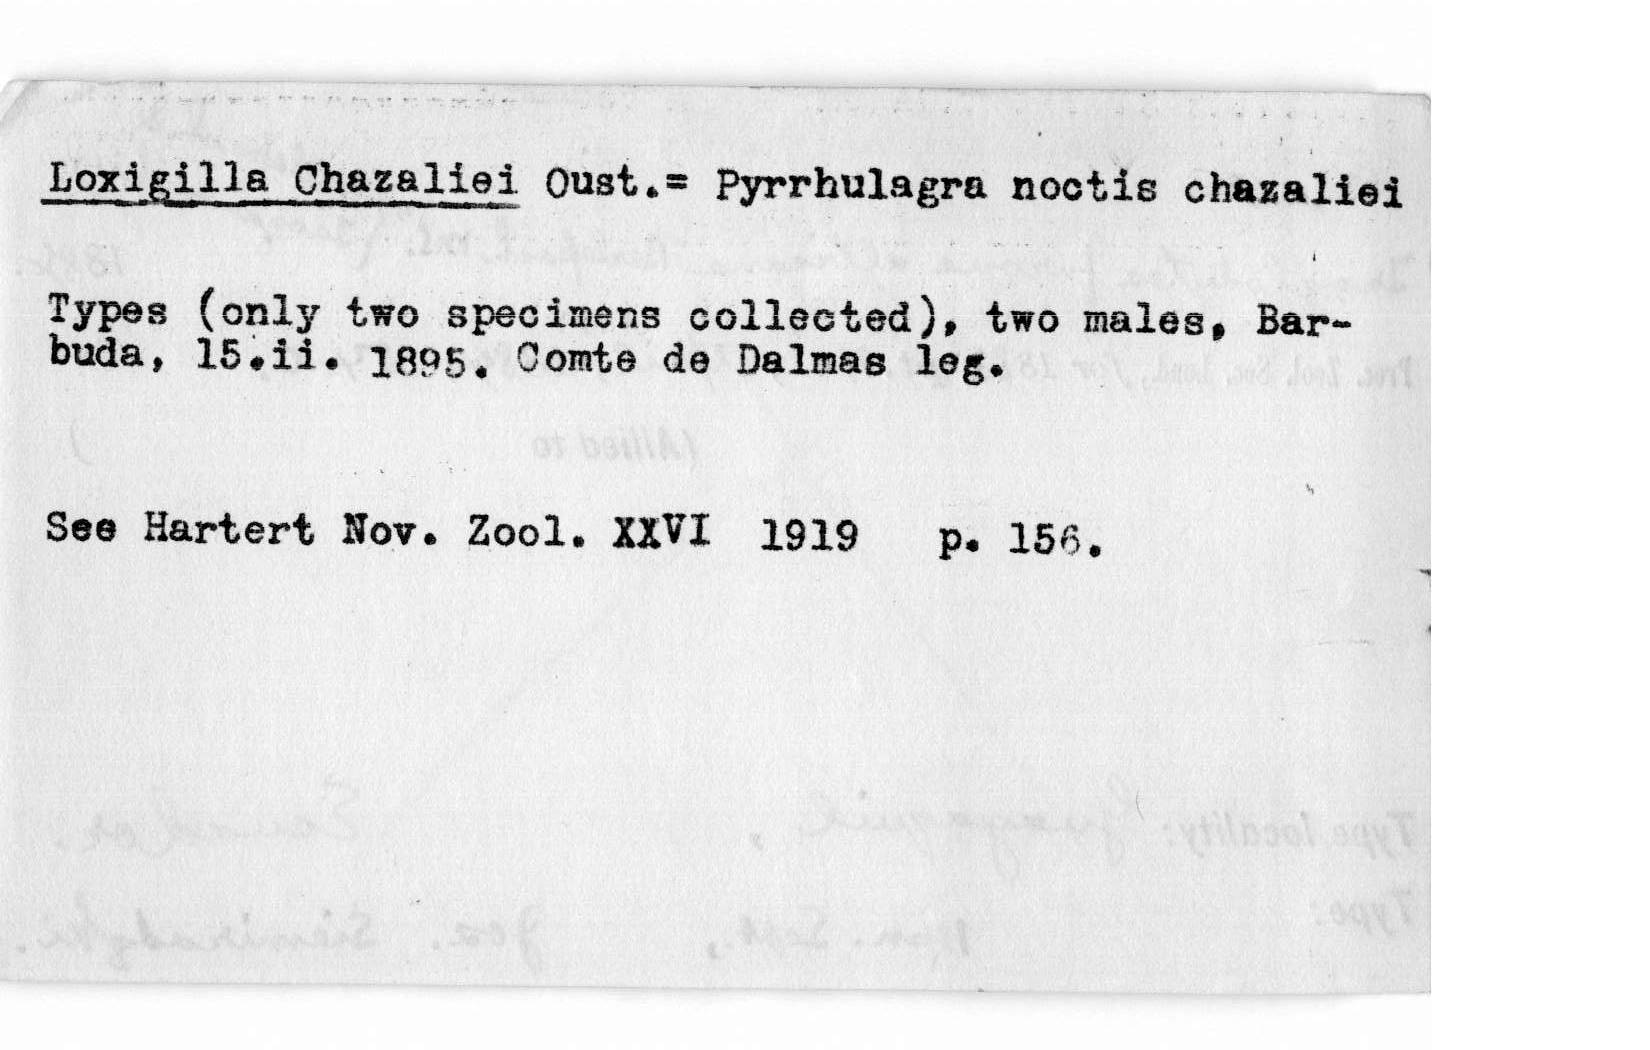 Loxigilla Chazaliei Oust.= Pyrrhulagra noctis chazaliei
Types (only two specimens collected), two males, Bar-
buda, 15.ii. 1895. Comte de Dalmas leg.
See Hartert Nov. Zool. XXVI 1919 p. 156.